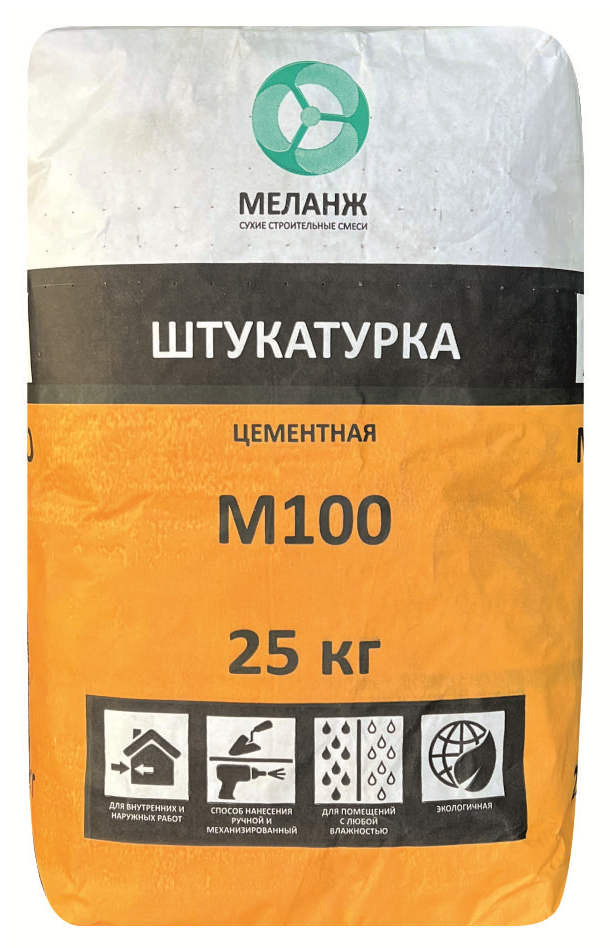 МЕЛАНЖ
СУХИЕ СТРОИТЕЛЬНЫЕ СМЕСИ
ШТУКАТУРКА
ЦЕМЕНТНАЯ
М100
25 кг
ДЛЯ ВНУТРЕННИХ И
НАРУЖНЫХ РАБОТ
СПОСОБ НАНЕСЕНИЯ
РУЧНОЙ И
МЕХАНИЗИРОВАННЫЙ
ДЛЯ ПОМЕЩЕНИЙ
С ЛЮБОЙ
ВЛАЖНОСТЬЮ
ЭКОЛОГИЧНАЯ